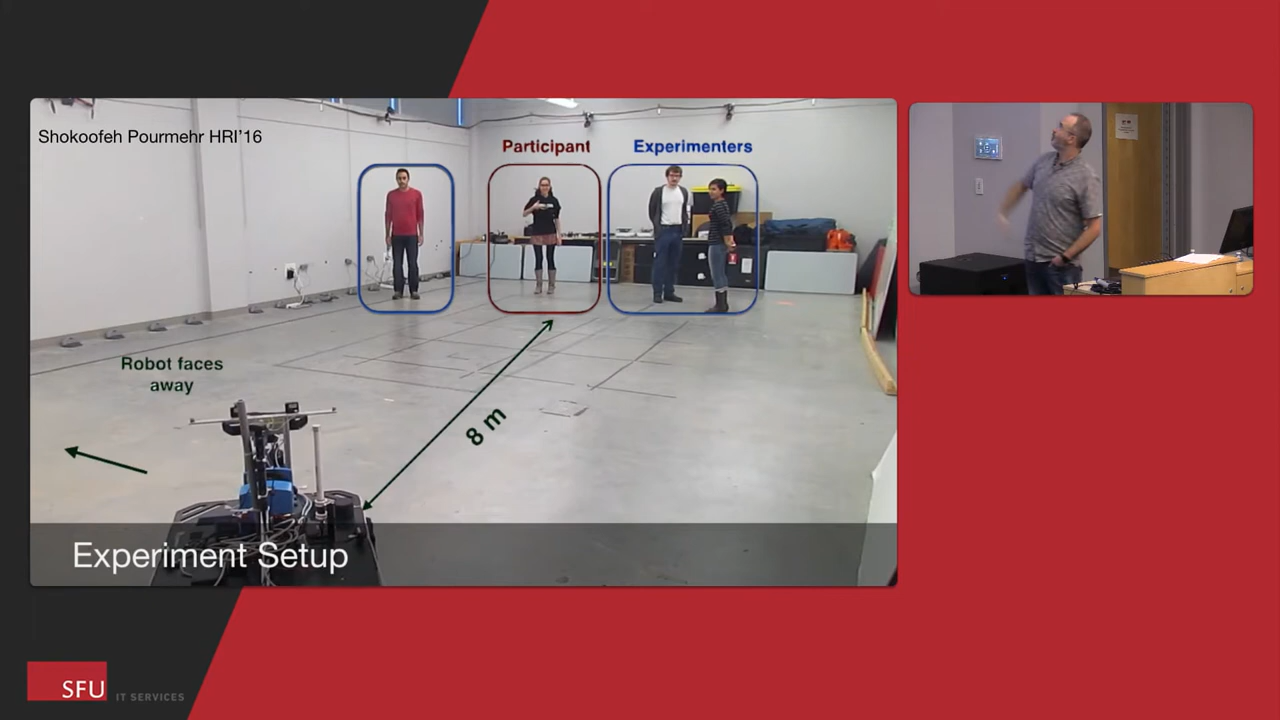 Shokoofeh Pourmehr HRI'16
Participant
Experimenters
Robot faces
away
8 m
Experiment Setup
SFU
IT SERVICES